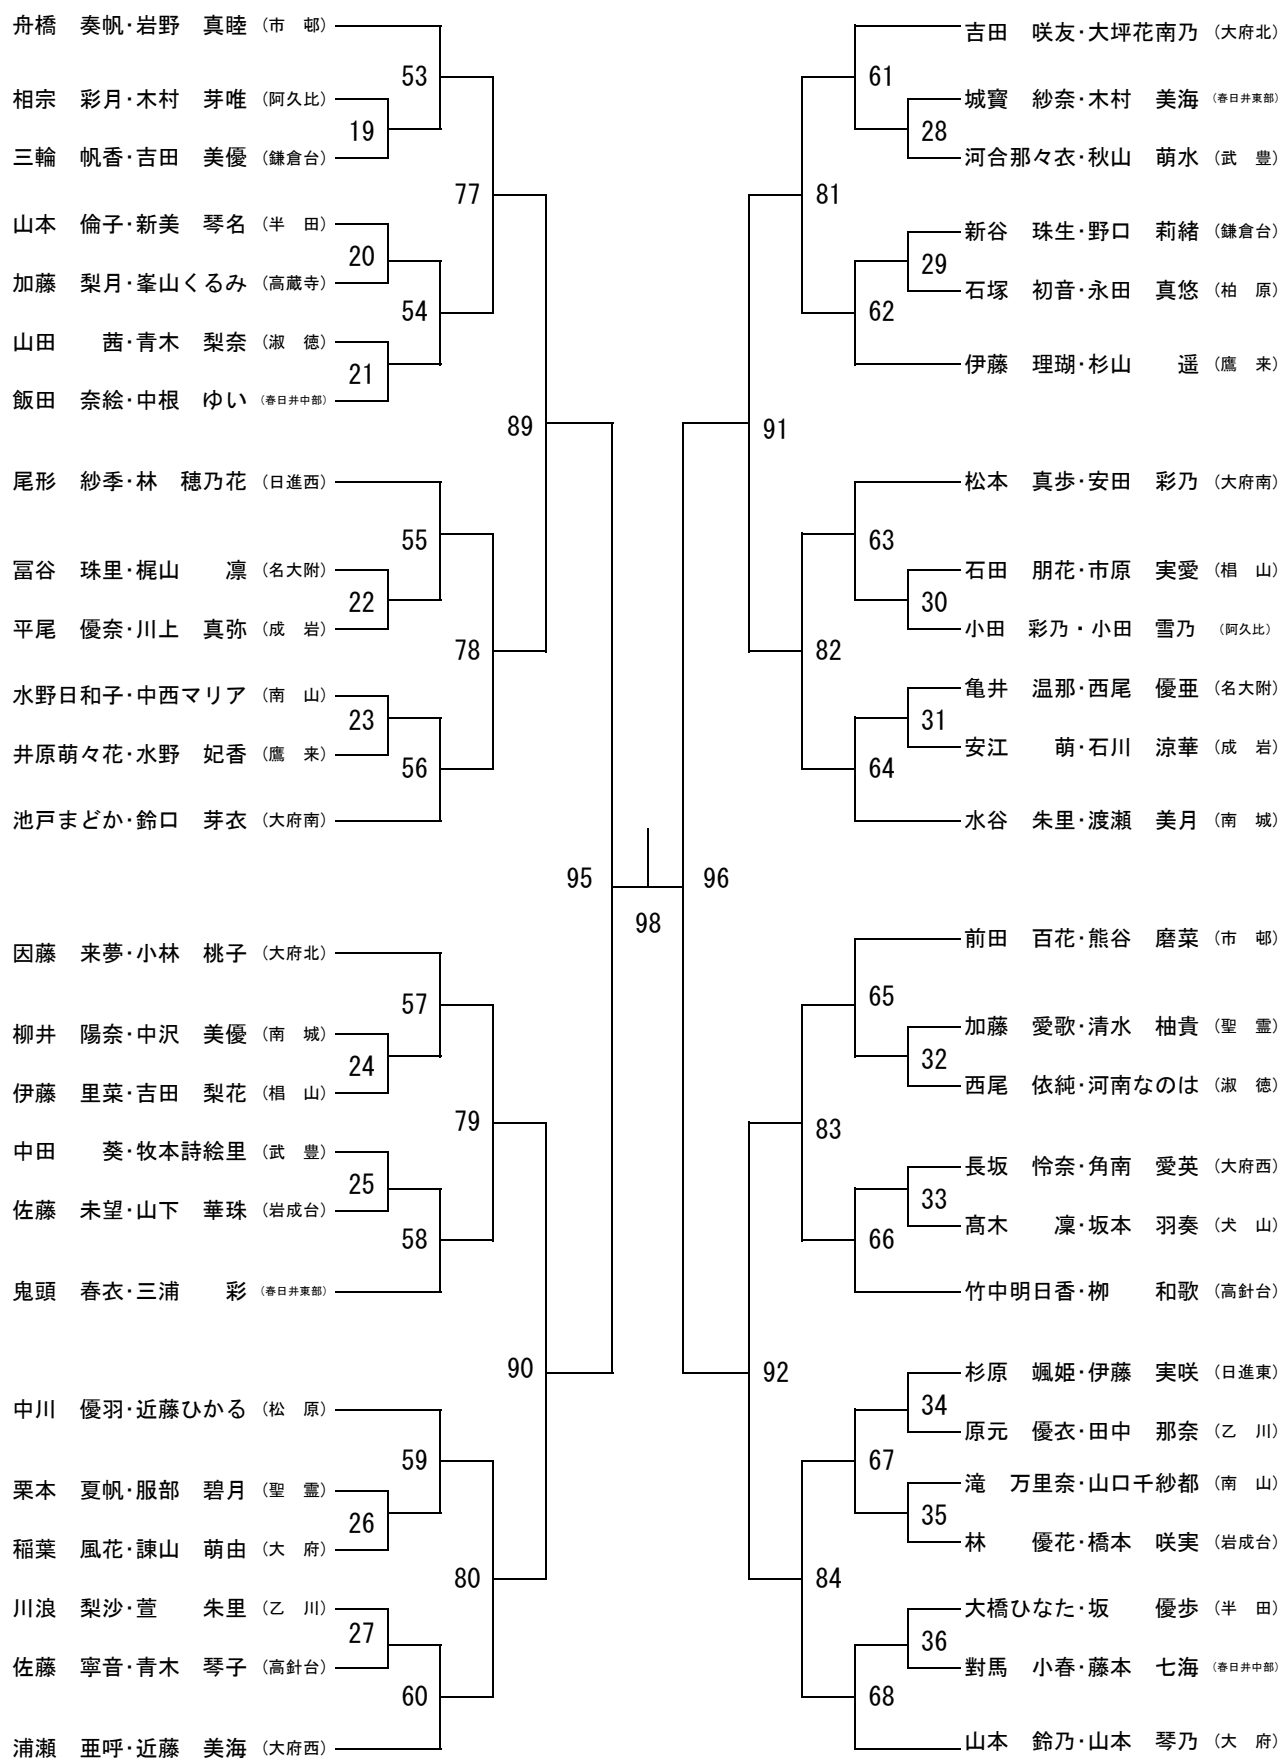 舟橋　奏帆・岩野　真睦（市　邨）
53
相宗　彩月・木村　芽唯（阿久比）
19
三輪　帆香・吉田　美優（鎌倉台）
77
山本　倫子・新美　琴名（半　田）
20
加藤　梨月・峯山くるみ（高蔵寺）
54
山田　　茜・青木　梨奈（淑　徳）
21
飯田　奈絵・中根　ゆい（春日井中部）
89
尾形　紗季・林　穂乃花（日進西）
55
冨谷　珠里・梶山　　凛（名大附）
22
平尾　優奈・川上　真弥（成　岩）
78
水野日和子・中西マリア（南　山）
23
井原萌々花・水野　妃香（鷹　来）
56
池戸まどか・鈴口　芽衣（大府南）
95
因藤　来夢・小林　桃子（大府北）
57
柳井　陽奈・中沢　美優（南　城）
24
伊藤　里菜・吉田　梨花（椙　山）
79
中田　　葵・牧本詩絵里（武　豊）
25
佐藤　未望・山下　華珠（岩成台）
58
鬼頭　春衣・三浦　　彩（春日井東部）
90
中川　優羽・近藤ひかる（松　原）
59
栗本　夏帆・服部　碧月（聖　霊）
26
稲葉　風花・諌山　萌由（大　府）
80
川浪　梨沙・萱　　朱里（乙　川）
27
佐藤　寧音・青木　琴子（高針台）
60
浦瀬　亜呼・近藤　美海（大府西）
98
吉田　咲友・大坪花南乃（大府北）
61
城寳　紗奈・木村　美海（春日井東部）
28
河合那々衣・秋山　萌水（武　豊）
81
新谷　珠生・野口　莉緒（鎌倉台）
29
石塚　初音・永田　真悠（柏　原）
62
伊藤　理瑚・杉山　　遥（鷹　来）
91
松本　真歩・安田　彩乃（大府南）
63
石田　朋花・市原　実愛（椙　山）
30
小田　彩乃・小田　雪乃（阿久比）
82
亀井　温那・西尾　優亜（名大附）
31
安江　　萌・石川　涼華（成　岩）
64
水谷　朱里・渡瀬　美月（南　城）
96
前田　百花・熊谷　磨菜（市　邨）
65
加藤　愛歌・清水　柚貴（聖　霊）
32
西尾　依純・河南なのは（淑　徳）
83
長坂　怜奈・角南　愛英（大府西）
33
髙木　　凜・坂本　羽奏（犬　山）
66
竹中明日香・栁　　和歌（高針台）
92
杉原　颯姫・伊藤　実咲（日進東）
34
原元　優衣・田中　那奈（乙　川）
67
滝　万里奈・山口千紗都（南　山）
35
林　　優花・橋本　咲実（岩成台）
84
大橋ひなた・坂　　優歩（半　田）
36
對馬　小春・藤本　七海（春日井中部）
68
山本　鈴乃・山本　琴乃（大　府）